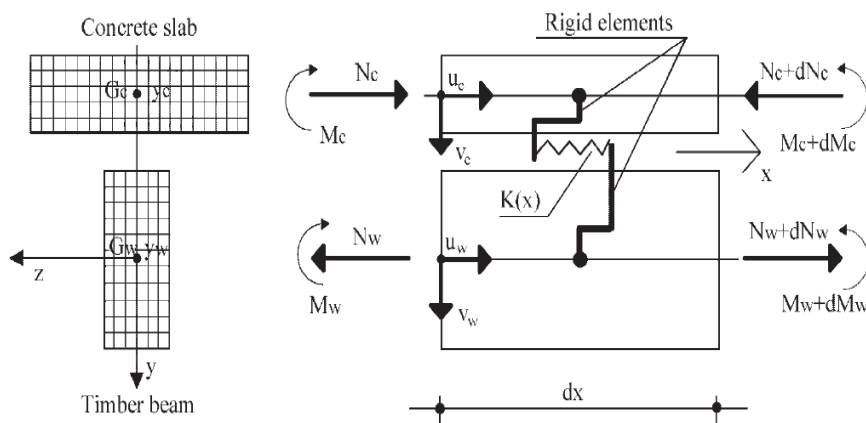 Concrete slab
Rigid elements
Gc yc
Nc
uc
Nc+dNc
Mc
vc
Mc+dMc
x
K(x)
Gw yw
z
Nw
uw
Nw+dNw
Mw
vw
Mw+dMw
y
dx
Timber beam